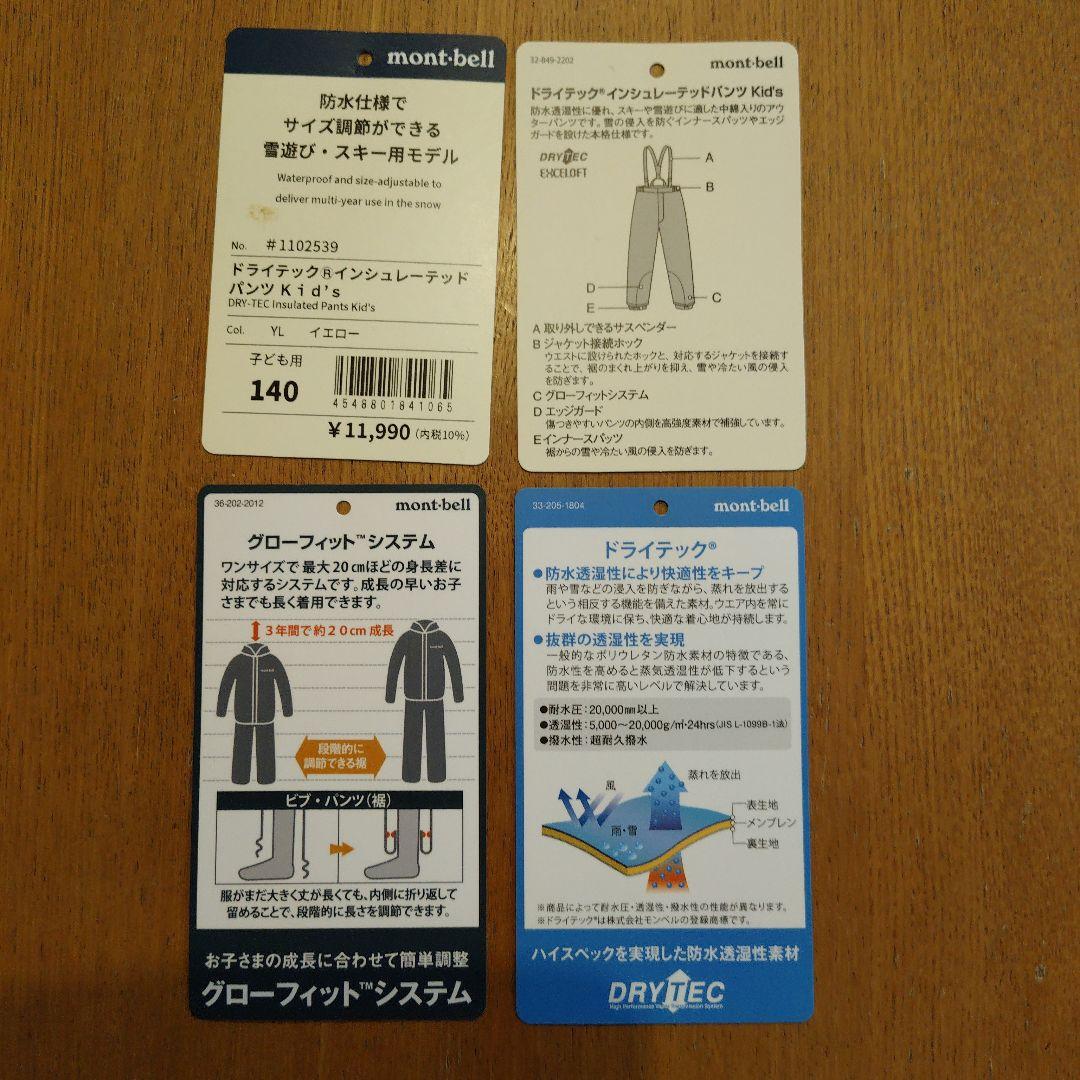 mont-bell
防水仕様で
サイズ調節ができる
雪遊び・スキー用モデル
Waterproof and size-adjustable to
deliver multi-year use in the snow
No. #1102539
ドライテック®インシュレーテッド
パンツ Kid's
DRY-TEC Insulated Pants Kid's
Col. YL イエロー
子ども用
140
4548801841065
¥11,990(内税10%)
32-849-2202
mont-bell
ドライテック®インシュレーテッドパンツ Kid's
防水透湿性に優れ、スキーや雪遊びに適した中綿入りのアウ
ターパンツです。雪の侵入を防ぐインナースパッツやエッジ
ガードを設けた本格仕様です。
DRYTEC
EXCELOFT
A
B
D
C
E
A 取り外しできるサスペンダー
B ジャケット接続ホック
ウエストに設けられたホックと、対応するジャケットを接続す
ることで、裾のまくれ上がりを抑え、雪や冷たい風の侵入
を防ぎます。
C グローフィットシステム
D エッジガード
傷つきやすいパンツの内側を高強度素材で補強しています。
E インナースパッツ
裾からの雪や冷たい風の侵入を防ぎます。
36-202-2012
mont-bell
グローフィット™システム
ワンサイズで最大20cmほどの身長差に
対応するシステムです。成長の早いお子
さまでも長く着用できます。
3年間で約20cm成長
mont-bell
mont-bell
段階的に
調節できる裾
ビブ・パンツ(裾)
服がまだ大きく丈が長くても、内側に折り返して
留めることで、段階的に長さを調節できます。
お子さまの成長に合わせて簡単調整
グローフィット™システム
33-205-1804
mont-bell
ドライテック®
●防水透湿性により快適性をキープ
雨や雪などの浸入を防ぎながら、蒸れを放出する
という相反する機能を備えた素材。ウエア内を常に
ドライな環境に保ち、快適な着心地が持続します。
●抜群の透湿性を実現
一般的なポリウレタン防水素材の特徴である、
防水性を高めると蒸気透湿性が低下するという
問題を非常に高いレベルで解決しています。
●耐水圧:20,000mm以上
●透湿性:5,000〜20,000g/㎡・24hrs(JIS L-1099B-1法)
●撥水性:超耐久撥水
蒸れを放出
風
雨・雪
表生地
メンブレン
裏生地
※商品によって耐水圧・透湿性・撥水性の性能が異なります。
※ドライテック®は株式会社モンベルの登録商標です。
ハイスペックを実現した防水透湿性素材
DRYTEC